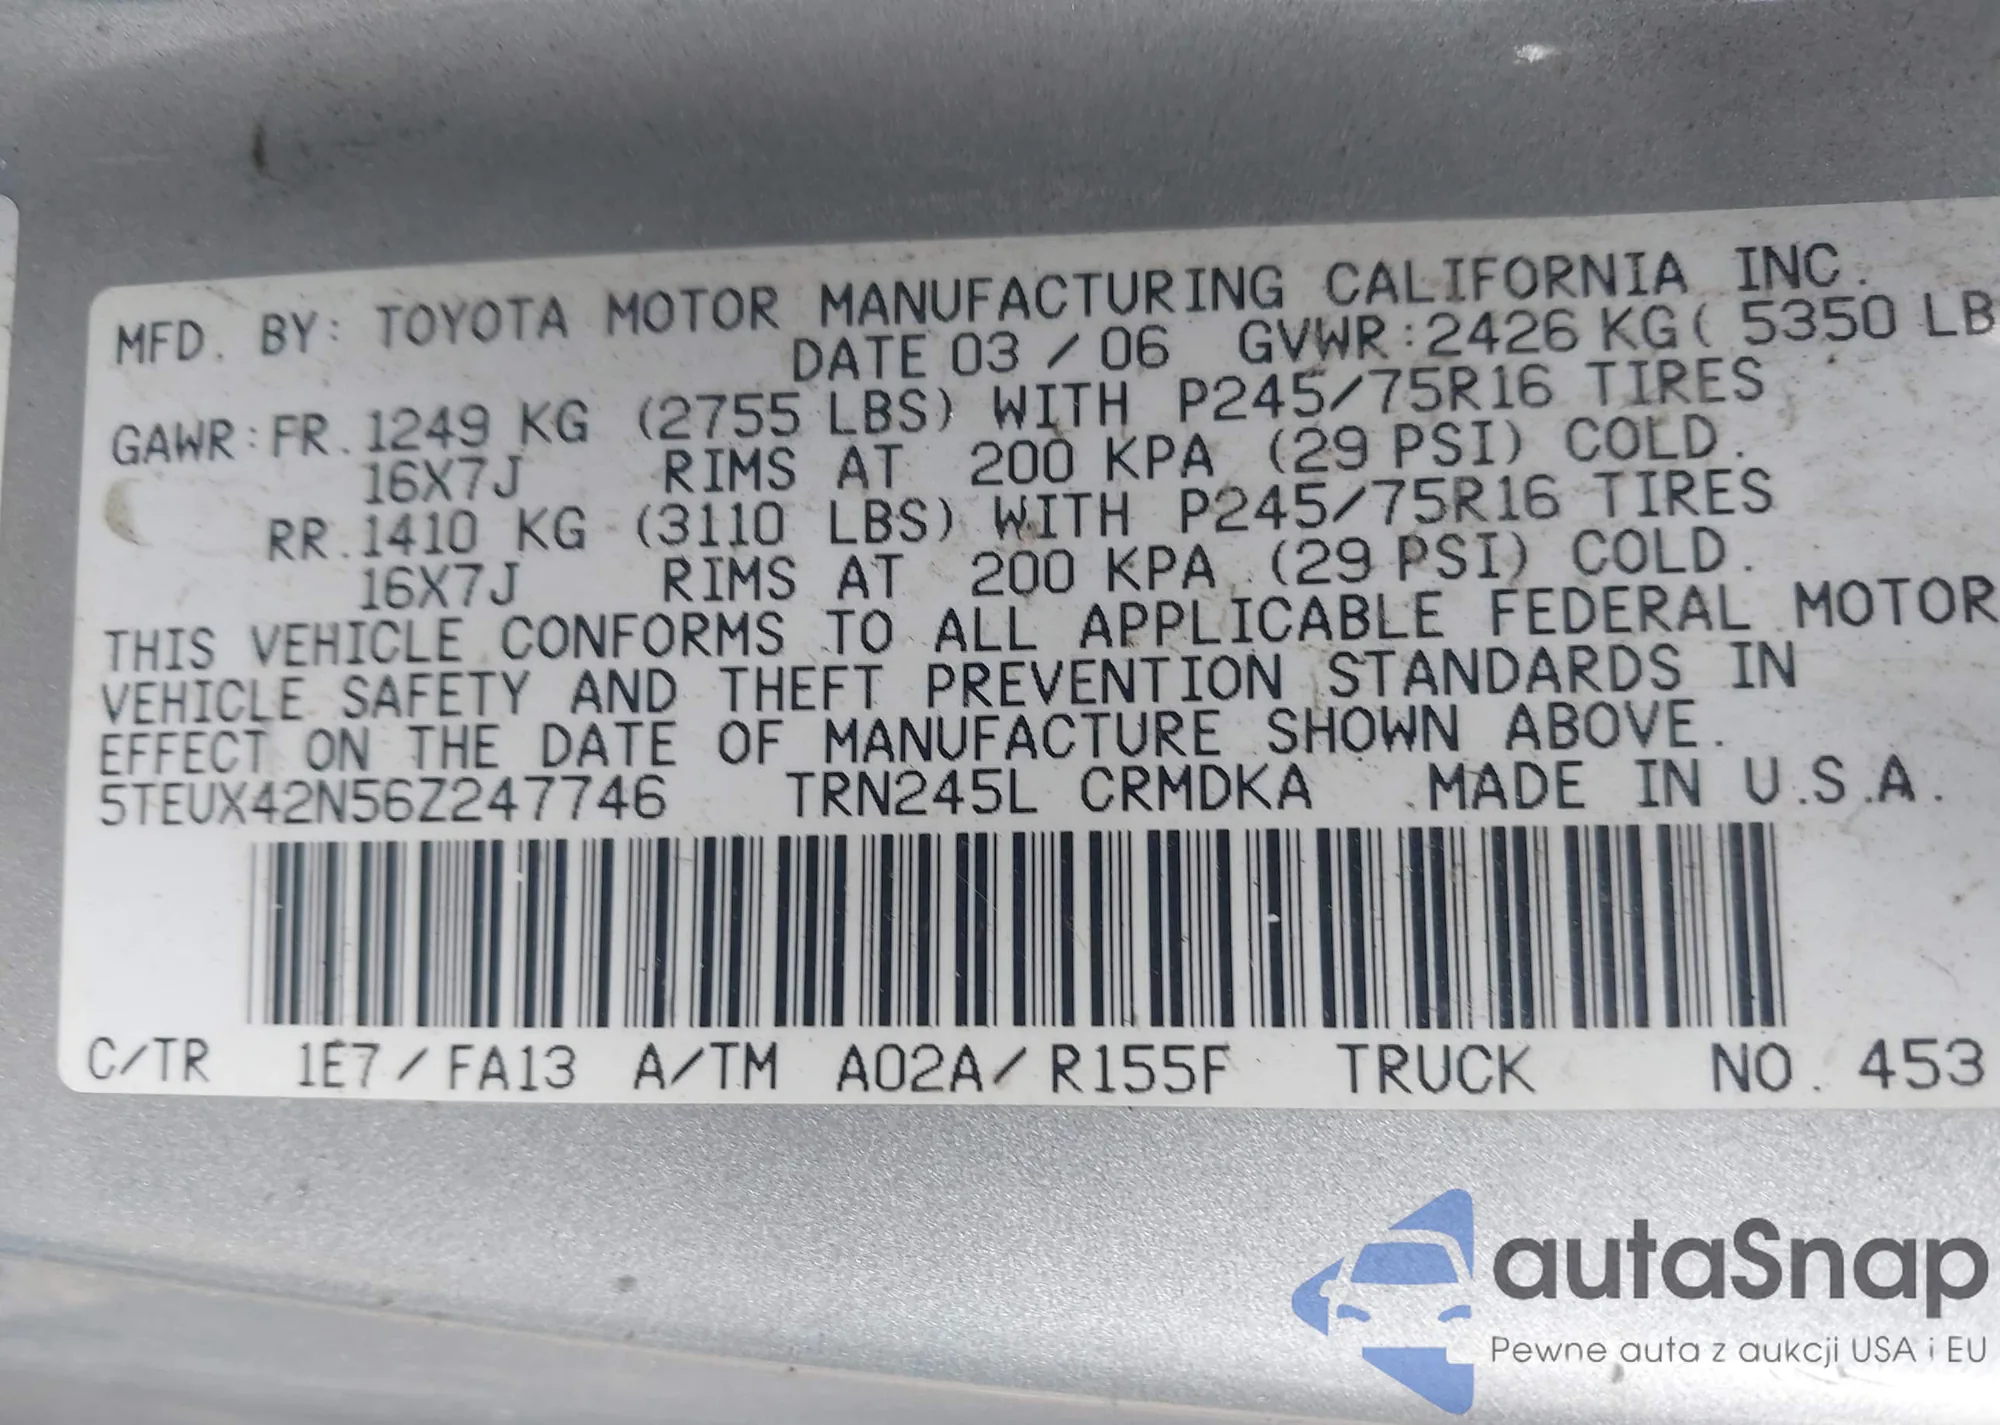 MFD. BY: TOYOTA MOTOR MANUFACTURING CALIFORNIA INC.
DATE 03 / 06 GVWR:2426 KG( 5350 LB
GAWR:FR. 1249 KG (2755 LBS) WITH P245/75R16 TIRES
16X7J RIMS AT 200 KPA (29 PSI) COLD.
RR. 1410 KG (3110 LBS) WITH P245/75R16 TIRES
16X7J RIMS AT 200 KPA (29 PSI) COLD.
THIS VEHICLE CONFORMS TO ALL APPLICABLE FEDERAL MOTOR
VEHICLE SAFETY AND THEFT PREVENTION STANDARDS IN
EFFECT ON THE DATE OF MANUFACTURE SHOWN ABOVE.
5TEUX42N56Z247746 TRN245L CRMDKA MADE IN U.S.A.
C/TR 1E7/FA13 A/TM A02A/R155F TRUCK NO. 453
autaSnap
Pewne auta z aukcji USA i EU